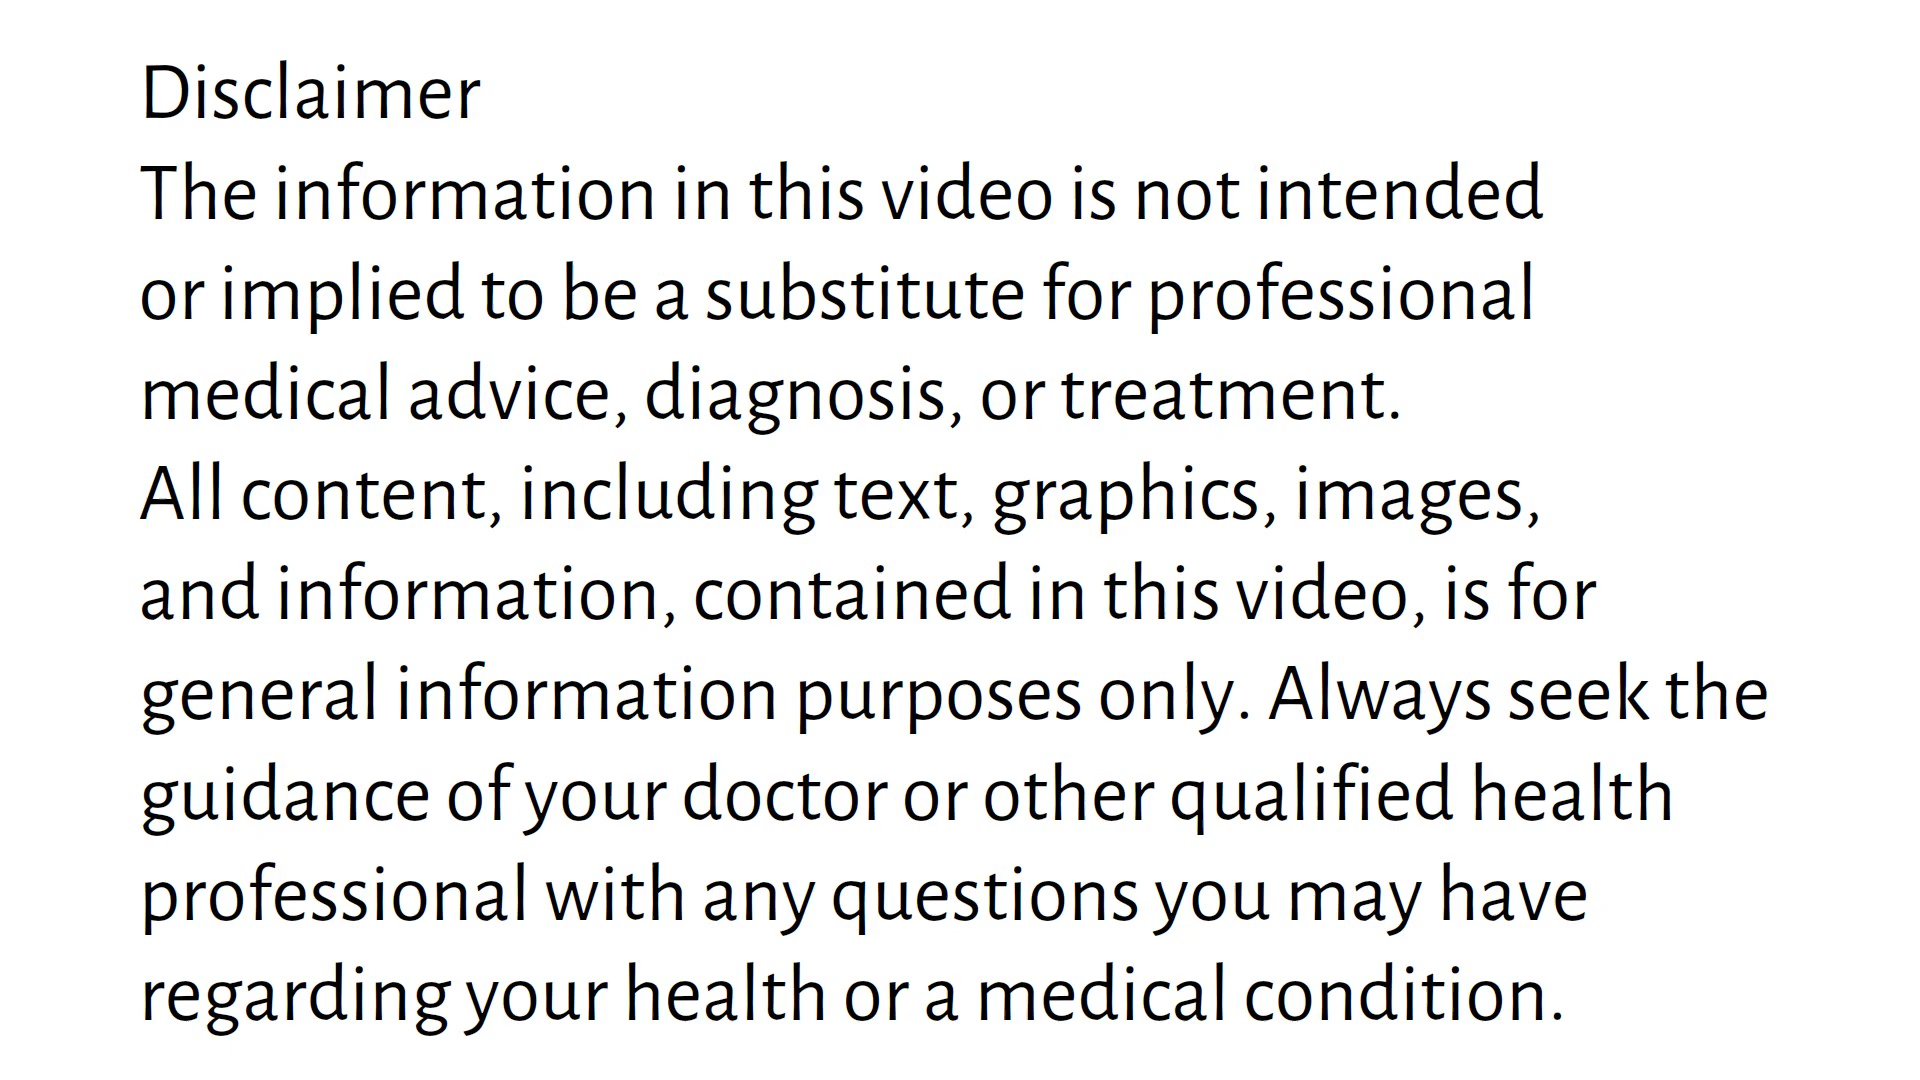 Disclaimer
The information in this video is not intended
or implied to be a substitute for professional
medical advice, diagnosis, or treatment.
All content, including text, graphics, images,
and information, contained in this video, is for
general information purposes only. Always seek the
guidance of your doctor or other qualified health
professional with any questions you may have
regarding your health or a medical condition.